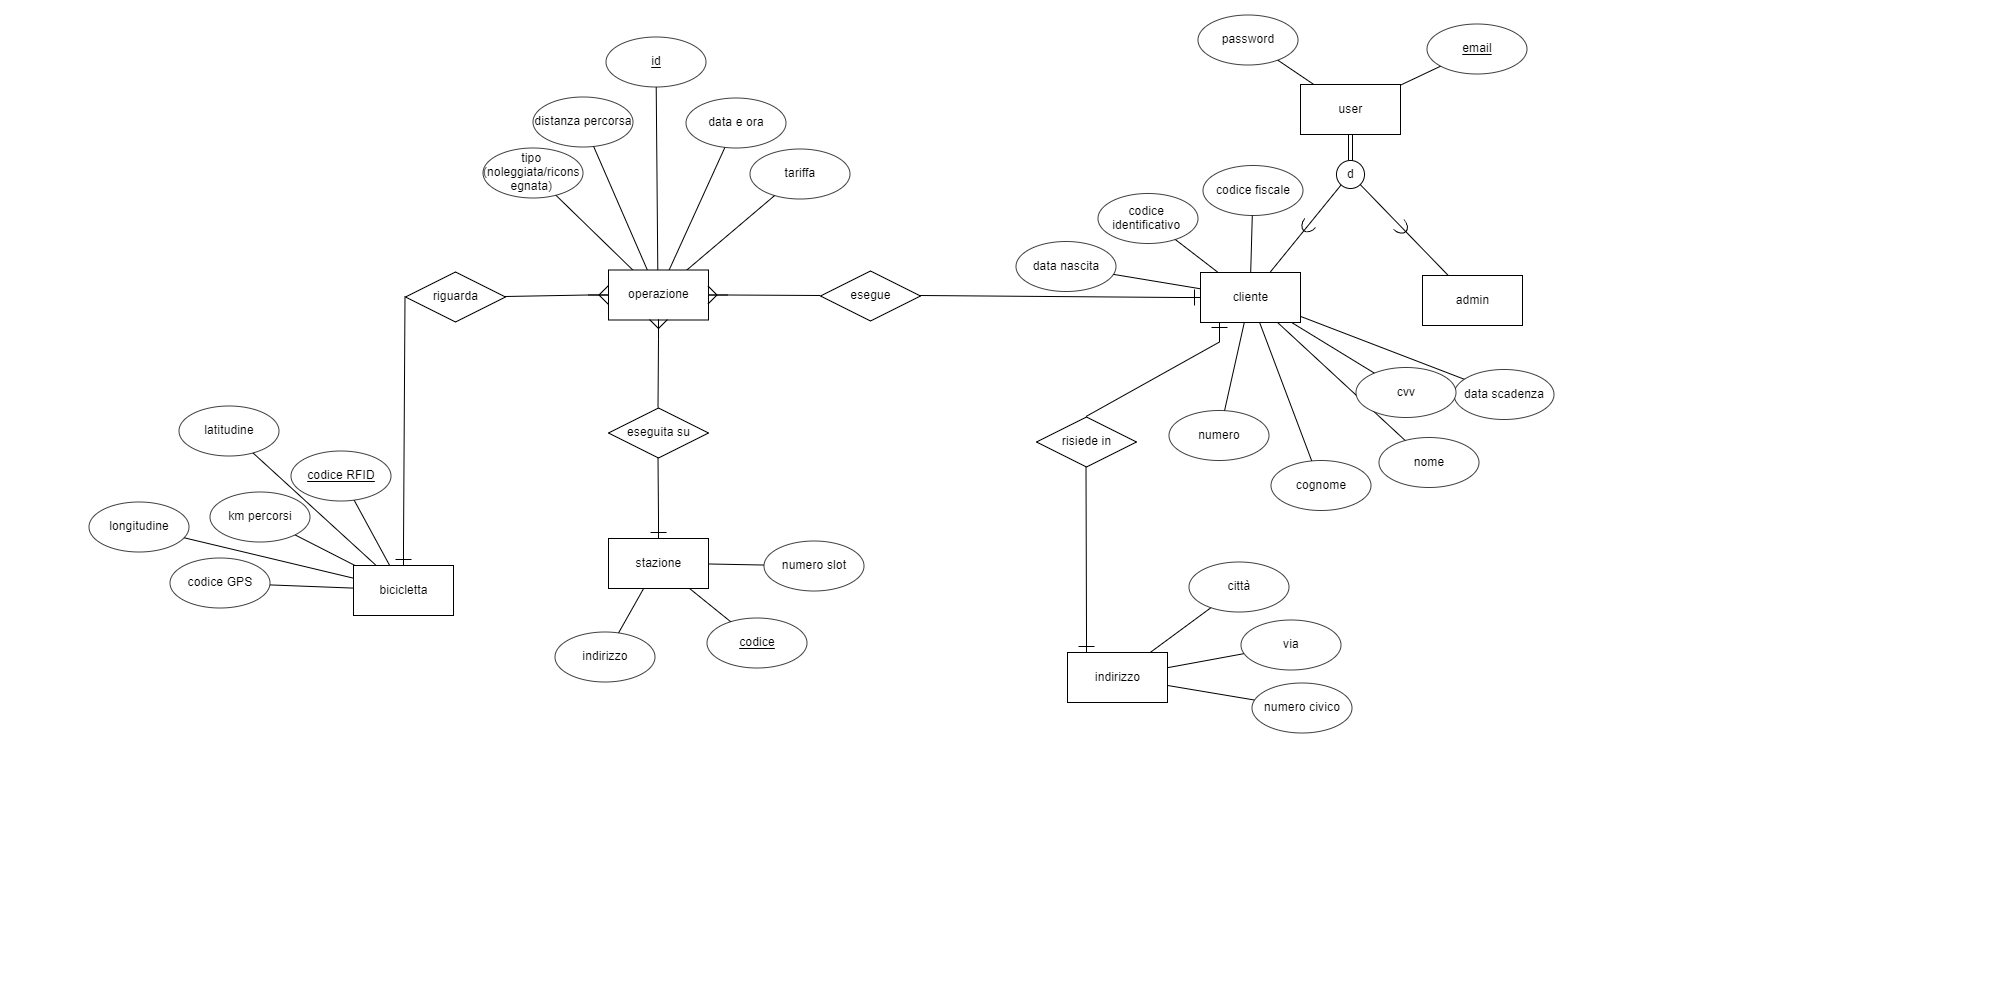 password
email
id
user
distanza percorsa
data e ora
tipo
(noleggiata/ricons
egnata)
tariffa
d
codice fiscale
codice
identificativo
data nascita
riguarda
operazione
esegue
cliente
admin
cvv
data scadenza
latitudine
eseguita su
risiede in
numero
nome
codice RFID
cognome
km percorsi
longitudine
stazione
numero slot
codice GPS
bicicletta
città
indirizzo
codice
via
indirizzo
numero civico